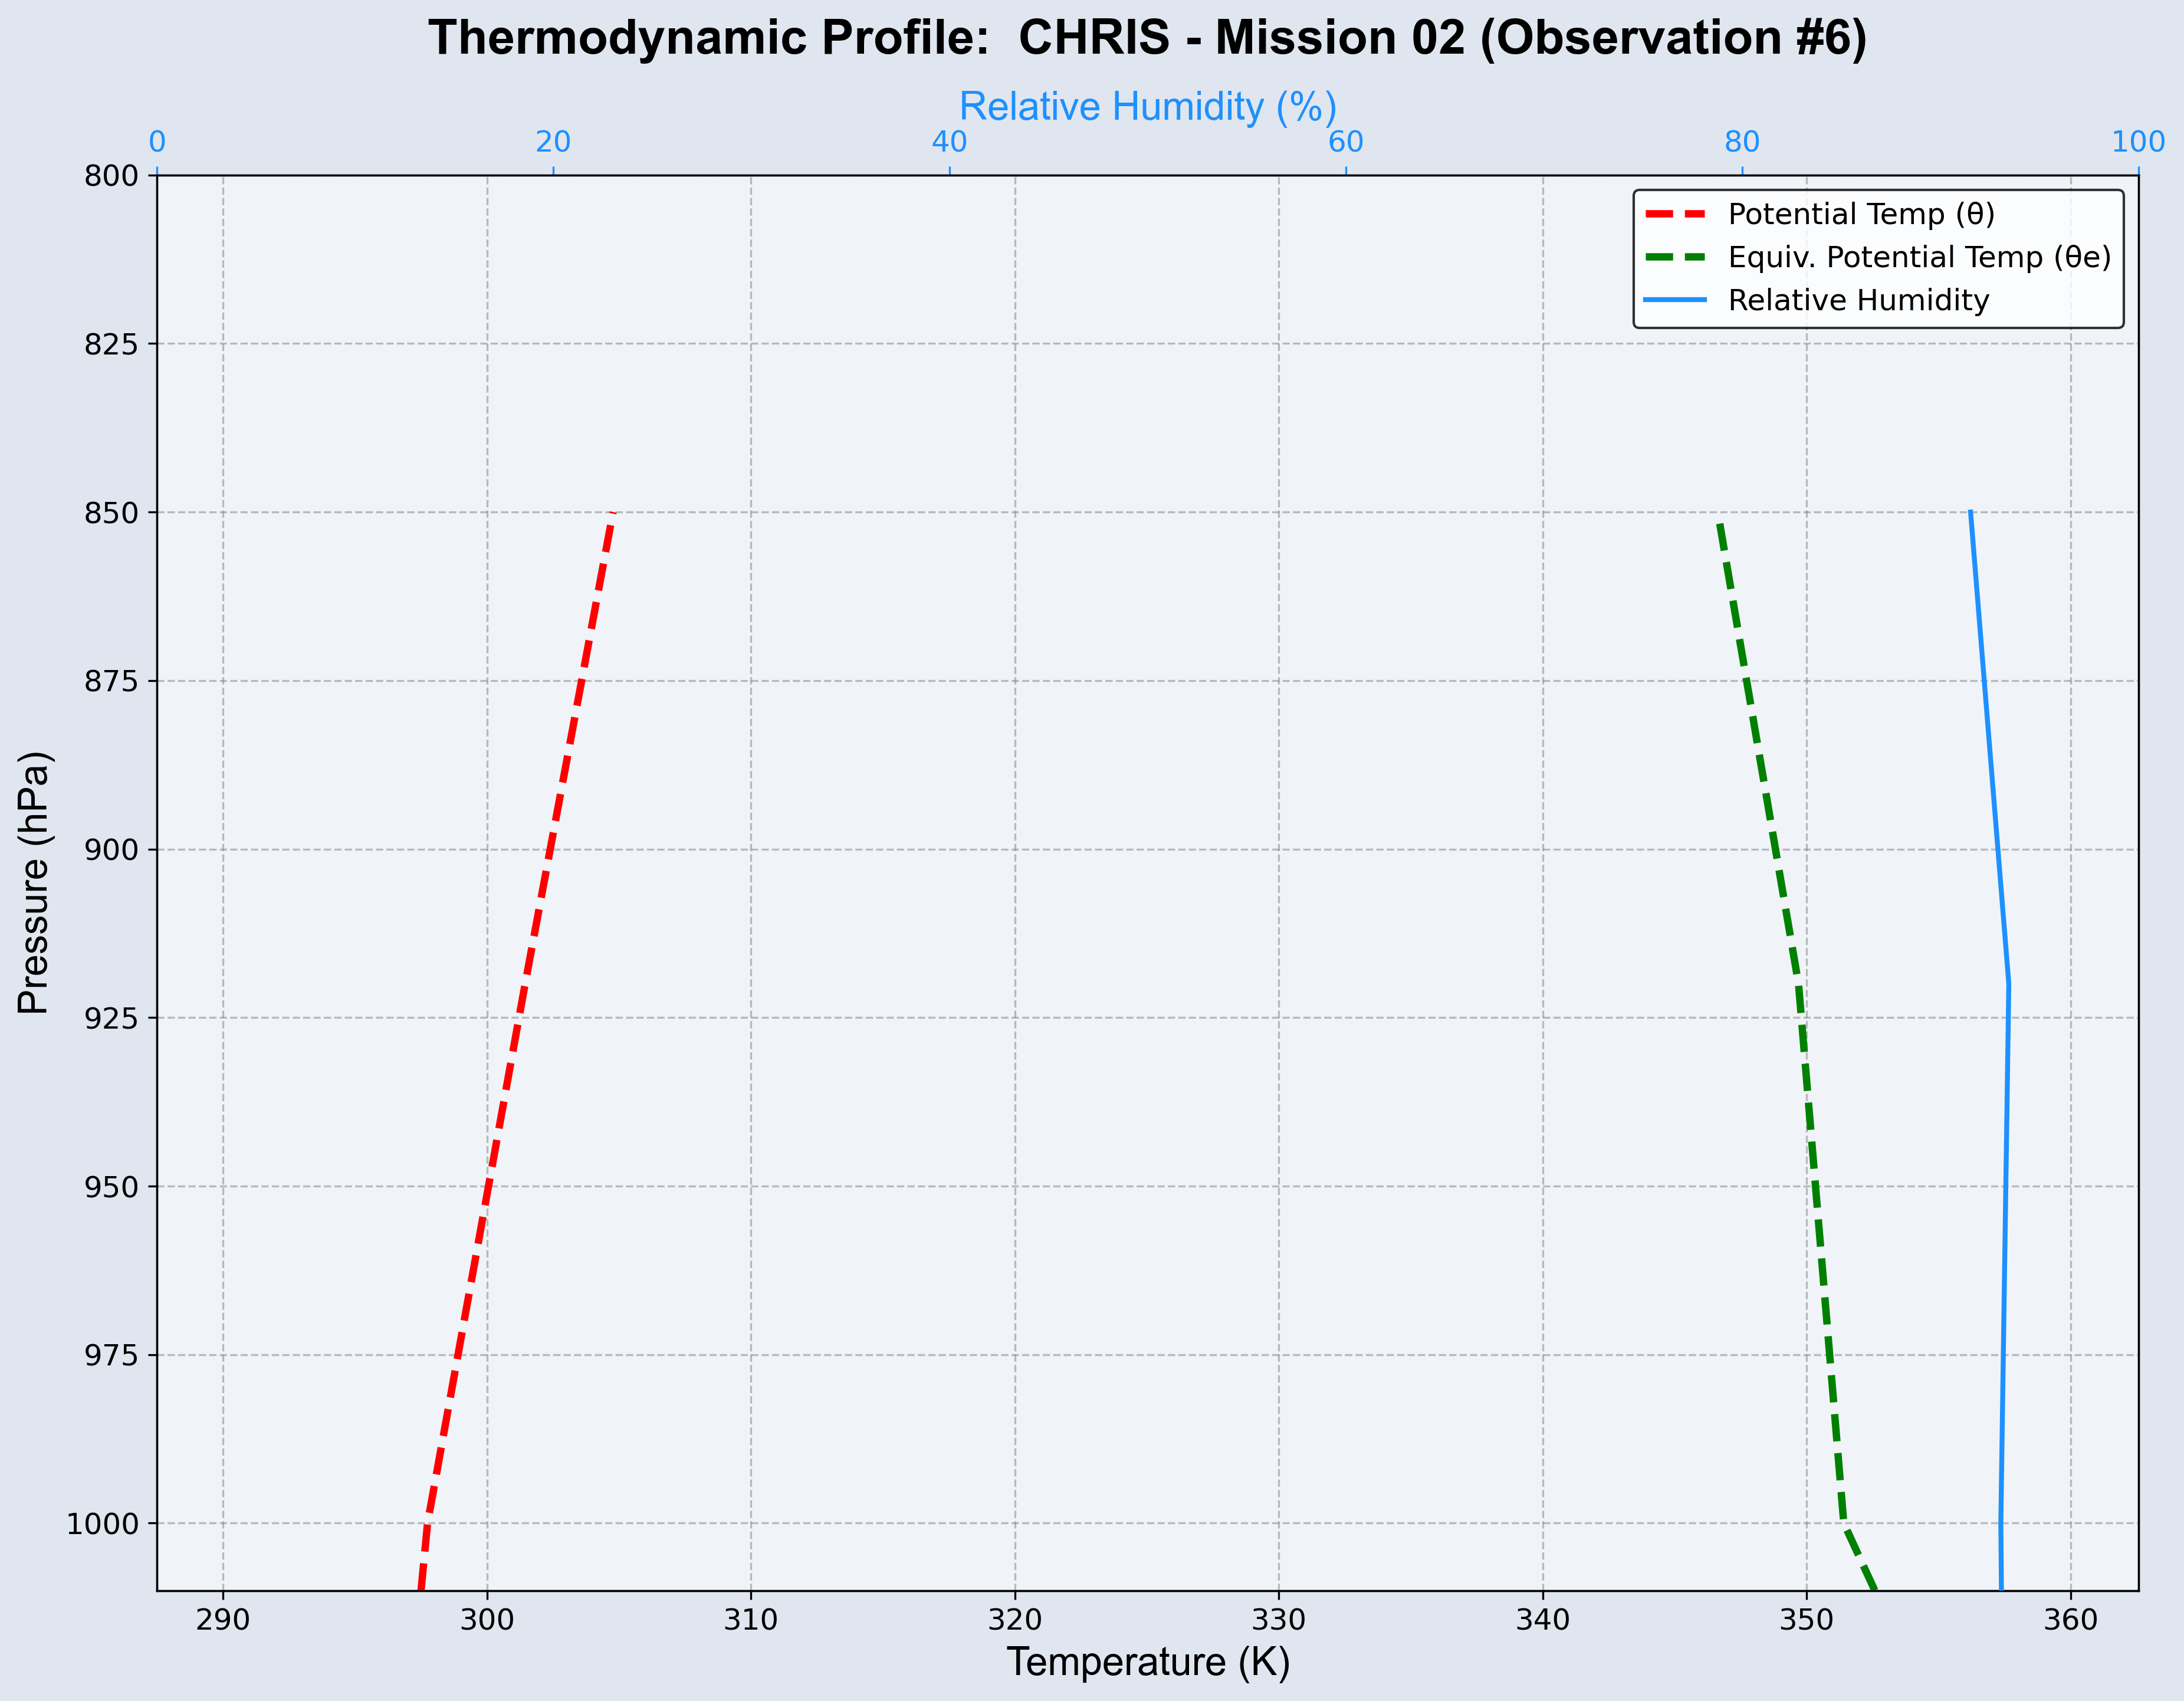 Thermodynamic Profile:  CHRIS - Mission 02 (Observation #6)
Relative Humidity (%)
0 20 40 60 80 100
Potential Temp (θ)
Equiv. Potential Temp (θe)
Relative Humidity
Pressure (hPa)
800
825
850
875
900
925
950
975
1000
290 300 310 320 330 340 350 360
Temperature (K)